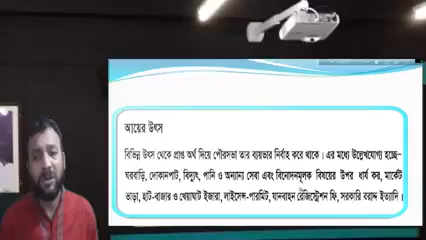 আয়ের উৎস
বিভিন্ন উৎস থেকে প্রাপ্ত অর্থ দিয়ে পৌরসভা তার ব্যয়ভার নির্বাহ করে থাকে। এর মধ্যে উল্লেখযোগ্য হচ্ছে–
ঘরবাড়ি, দোকানপাট, বিদ্যুৎ, পানি ও অন্যান্য সেবা এবং বিনোদনমূলক বিষয়ের উপর ধার্য কর, মার্কেট
ভাড়া, হাট-বাজার ও খেয়াঘাট ইজারা, লাইসেন্স-পারমিট, যানবাহন রেজিস্ট্রেশন ফি, সরকারি বরাদ্দ ইত্যাদি।